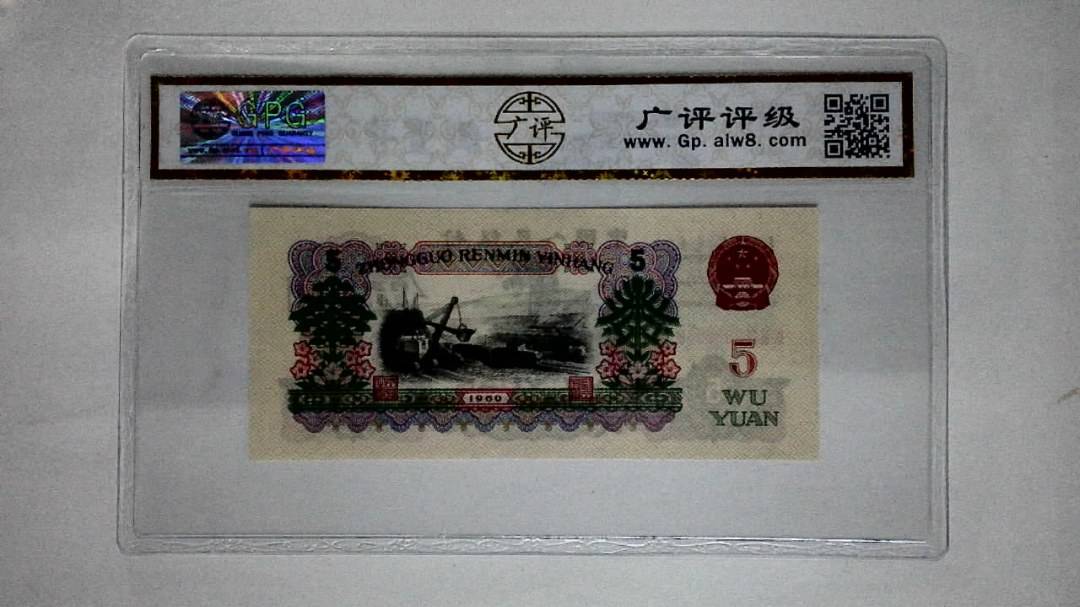 GPG
广评
广评评级
www. Gp. alw8. com
5 ZHONGGUO RENMIN YINHANG 5
1960
5
WU
YUAN